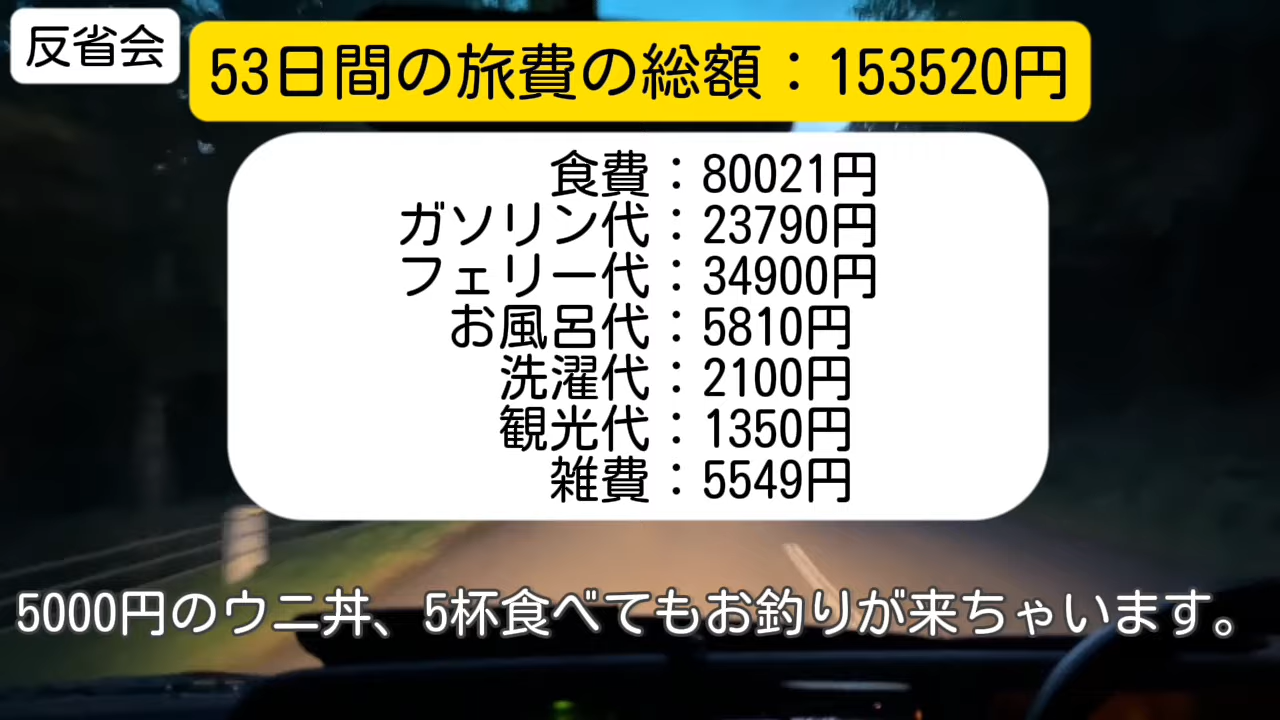 反省会
53日間の旅費の総額：153520円
食費：80021円
ガソリン代：23790円
フェリー代：34900円
お風呂代：5810円
洗濯代：2100円
観光代：1350円
雑費：5549円
5000円のウニ丼、5杯食べてもお釣りが来ちゃいます。